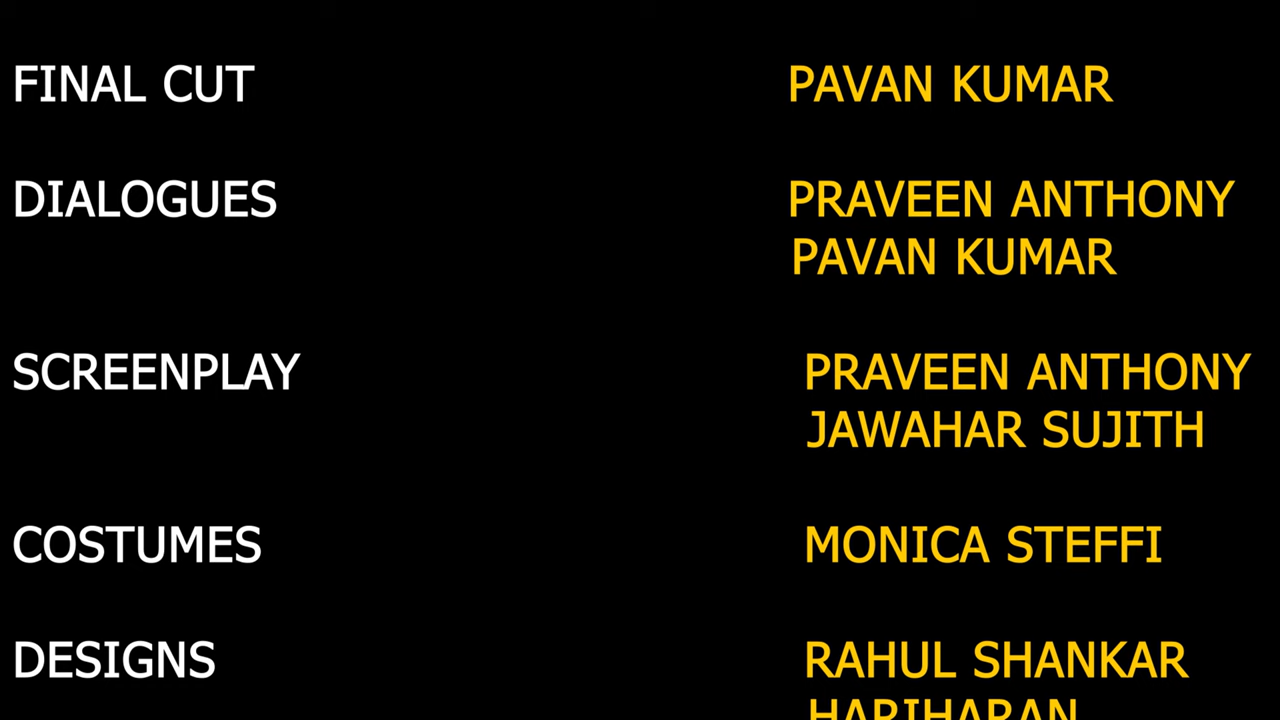 FINAL CUT PAVAN KUMAR
DIALOGUES PRAVEEN ANTHONY
PAVAN KUMAR
SCREENPLAY PRAVEEN ANTHONY
JAWAHAR SUJITH
COSTUMES MONICA STEFFI
DESIGNS RAHUL SHANKAR
HARIHARAN